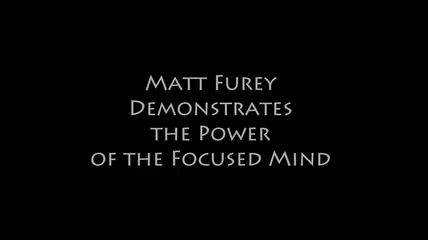 Matt Furey
Demonstrates
the Power
of the Focused Mind